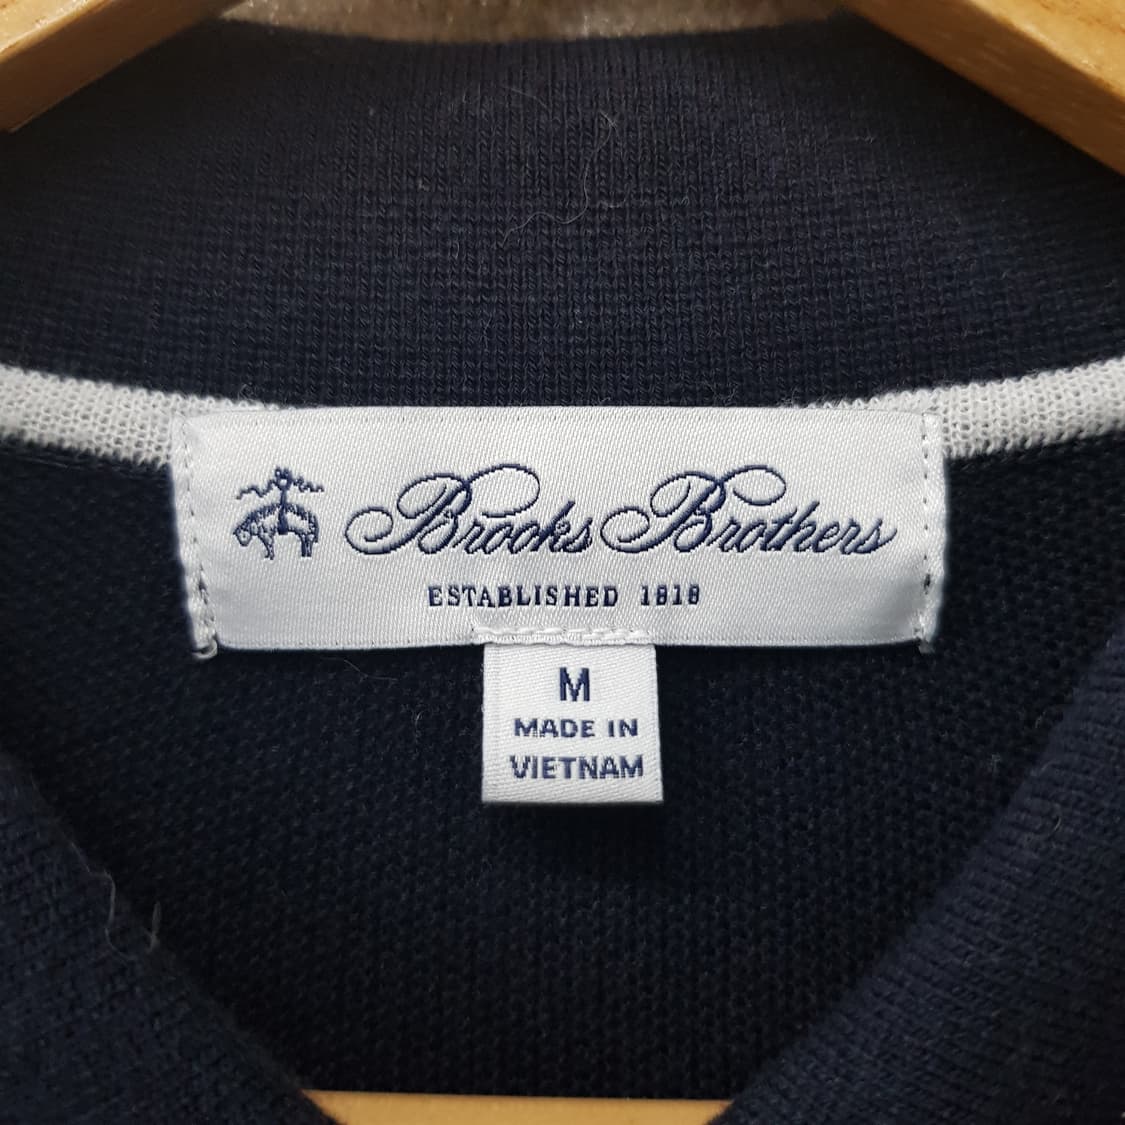 Brooks Brothers
ESTABLISHED 1818
M
MADE IN
VIETNAM